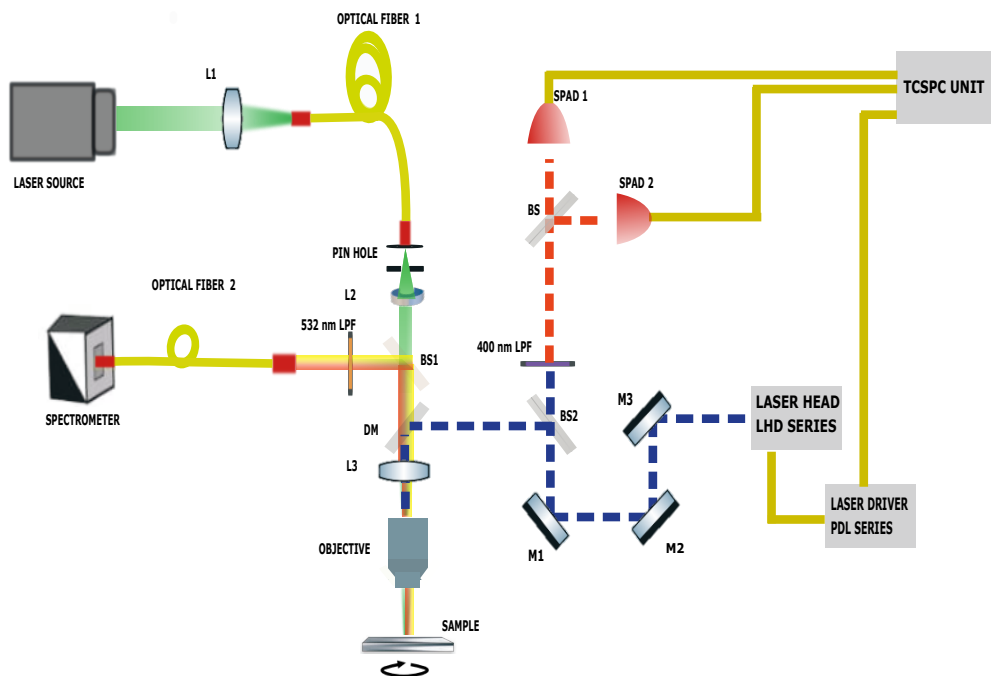 OPTICAL FIBER 1
L1
LASER SOURCE
SPAD 1
TCSPC UNIT
SPAD 2
BS
PIN HOLE
OPTICAL FIBER 2
L2
532 nm LPF
BS1
400 nm LPF
SPECTROMETER
DM
BS2
M3
LASER HEAD
LHD SERIES
L3
LASER DRIVER
PDL SERIES
OBJECTIVE
M1
M2
SAMPLE